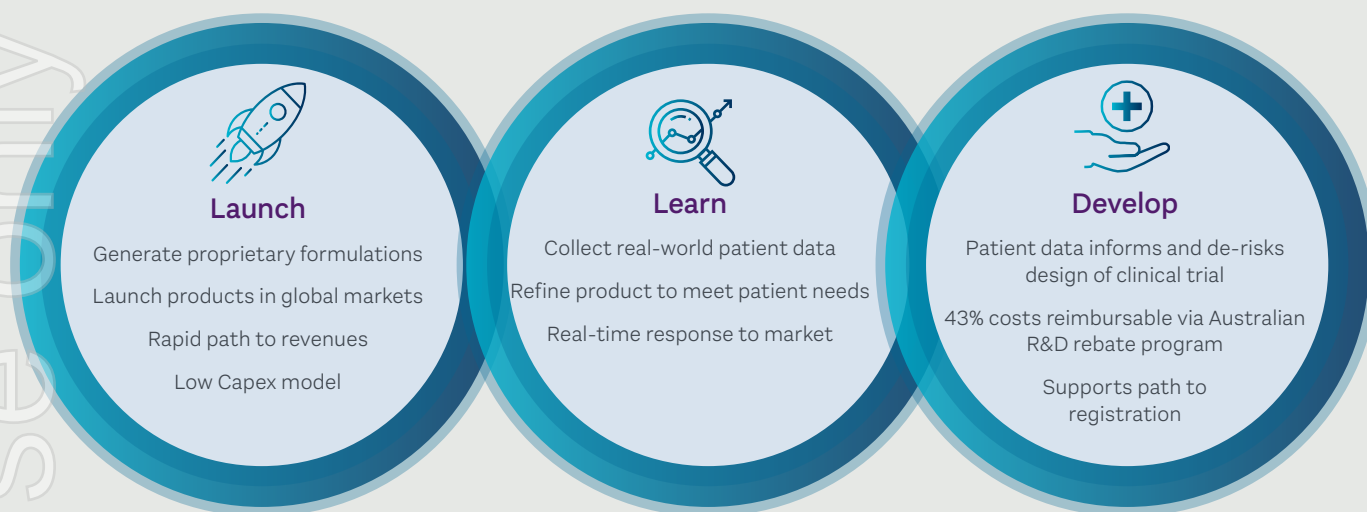 se only
Launch
Generate proprietary formulations
Launch products in global markets
Rapid path to revenues
Low Capex model
Learn
Collect real-world patient data
Refine product to meet patient needs
Real-time response to market
Develop
Patient data informs and de-risks
design of clinical trial
43% costs reimbursable via Australian
R&D rebate program
Supports path to
registration